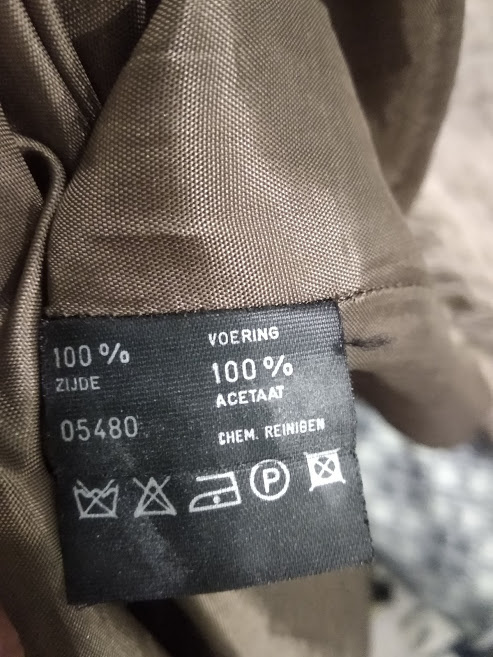 100 %
ZIJDE
05480
VOERING
100 %
ACETAAT
CHEM. REINIGEN
P